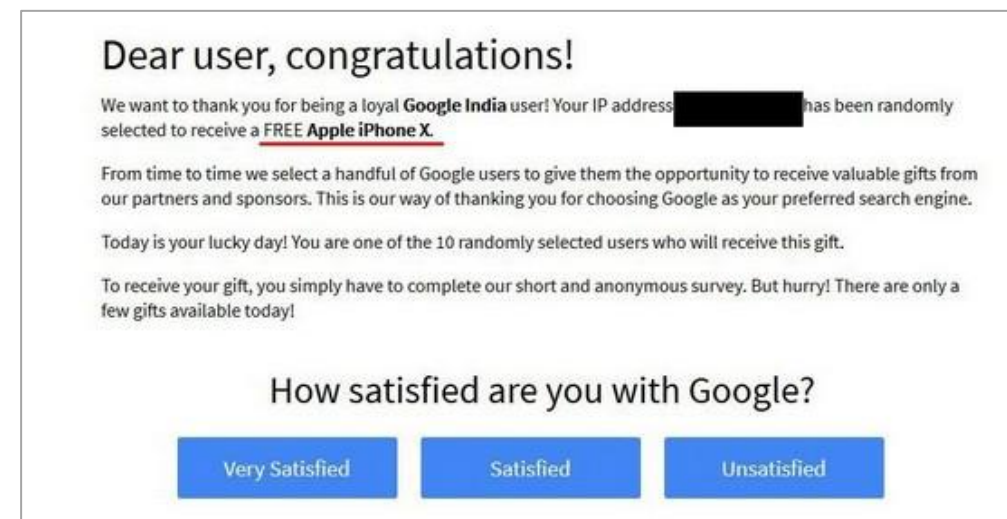 Dear user, congratulations!
We want to thank you for being a loyal Google India user! Your IP address has been randomly
selected to receive a FREE Apple iPhone X.
From time to time we select a handful of Google users to give them the opportunity to receive valuable gifts from
our partners and sponsors. This is our way of thanking you for choosing Google as your preferred search engine.
Today is your lucky day! You are one of the 10 randomly selected users who will receive this gift.
To receive your gift, you simply have to complete our short and anonymous survey. But hurry! There are only a
few gifts available today!
How satisfied are you with Google?
Very Satisfied
Satisfied
Unsatisfied